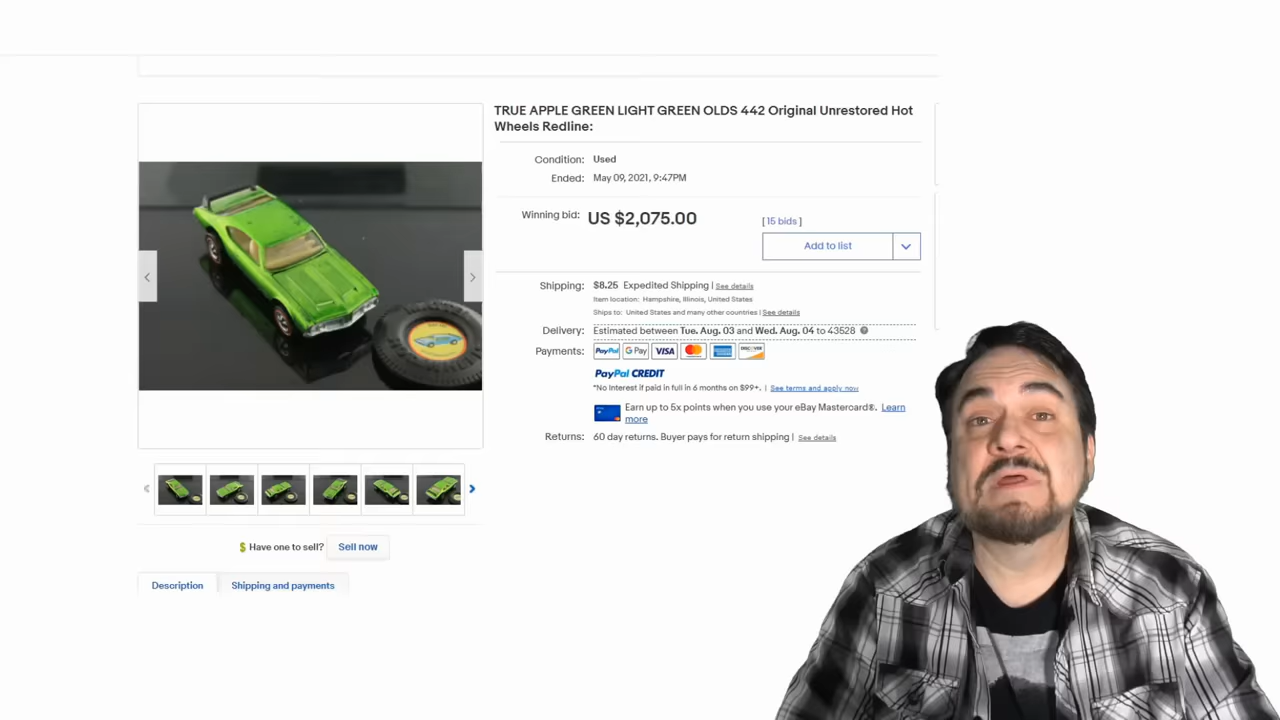 TRUE APPLE GREEN LIGHT GREEN OLDS 442 Original Unrestored Hot
Wheels Redline:
Condition: Used
Ended: May 09, 2021, 9:47PM
Winning bid: US $2,075.00
[ 15 bids ]
Add to list
Shipping: $8.25 Expedited Shipping | See details
Item location: Hampshire, Illinois, United States
Ships to: United States and many other countries | See details
Delivery: Estimated between Tue. Aug. 03 and Wed. Aug. 04 to 43528
Payments: PayPal G Pay VISA
PayPal CREDIT
*No Interest if paid in full in 6 months on $99+. | See terms and apply now
Earn up to 5x points when you use your eBay Mastercard®. Learn
more
Returns: 60 day returns. Buyer pays for return shipping | See details
$ Have one to sell? Sell now
Description Shipping and payments